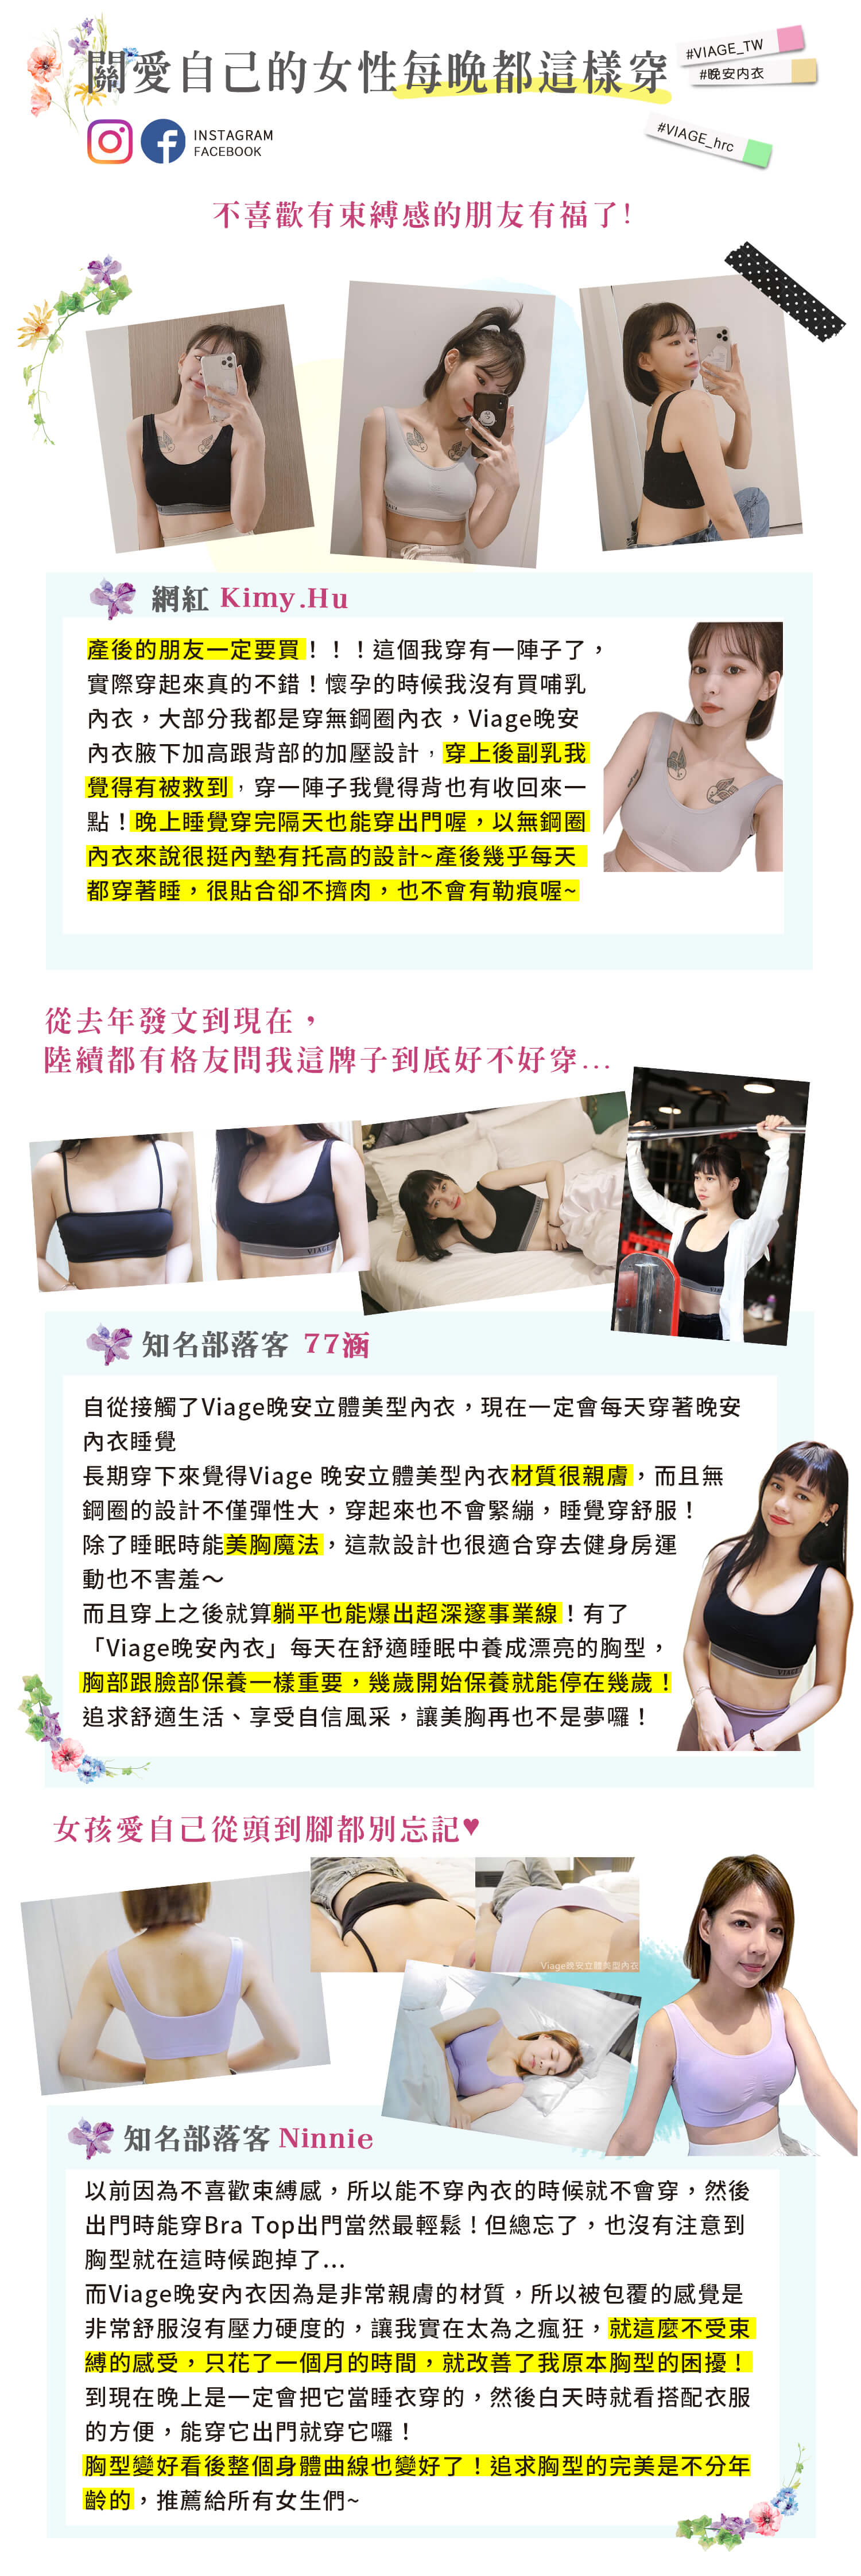 關愛自己的女性每晚都這樣穿
#VIAGE_TW
#晚安內衣
#VIAGE_hrc
INSTAGRAM
FACEBOOK
不喜歡有束縛感的朋友有福了!
網紅 Kimy.Hu
產後的朋友一定要買！！！這個我穿有一陣子了，
實際穿起來真的不錯！懷孕的時候我沒有買哺乳
內衣，大部分我都是穿無鋼圈內衣，Viage晚安
內衣腋下加高跟背部的加壓設計，穿上後副乳我
覺得有被救到，穿一陣子我覺得背也有收回來一
點！晚上睡覺穿完隔天也能穿出門喔，以無鋼圈
內衣來說很挺內墊有托高的設計~產後幾乎每天
都穿著睡，很貼合卻不擠肉，也不會有勒痕喔~
從去年發文到現在，
陸續都有格友問我這牌子到底好不好穿...
VIAGE
知名部落客 77涵
自從接觸了Viage晚安立體美型內衣，現在一定會每天穿著晚安
內衣睡覺
長期穿下來覺得Viage 晚安立體美型內衣材質很親膚，而且無
鋼圈的設計不僅彈性大，穿起來也不會緊繃，睡覺穿舒服！
除了睡眠時能美胸魔法，這款設計也很適合穿去健身房運
動也不害羞～
而且穿上之後就算躺平也能爆出超深邃事業線！有了
「Viage晚安內衣」每天在舒適睡眠中養成漂亮的胸型，
胸部跟臉部保養一樣重要，幾歲開始保養就能停在幾歲！
追求舒適生活、享受自信風采，讓美胸再也不是夢囉！
VIAGE
女孩愛自己從頭到腳都別忘記♥
Viage晚安立體美型內衣
知名部落客 Ninnie
以前因為不喜歡束縛感，所以能不穿內衣的時候就不會穿，然後
出門時能穿Bra Top出門當然最輕鬆！但總忘了，也沒有注意到
胸型就在這時候跑掉了...
而Viage晚安內衣因為是非常親膚的材質，所以被包覆的感覺是
非常舒服沒有壓力硬度的，讓我實在太為之瘋狂，就這麼不受束
縛的感受，只花了一個月的時間，就改善了我原本胸型的困擾！
到現在晚上是一定會把它當睡衣穿的，然後白天時就看搭配衣服
的方便，能穿它出門就穿它囉！
胸型變好看後整個身體曲線也變好了！追求胸型的完美是不分年
齡的，推薦給所有女生們~